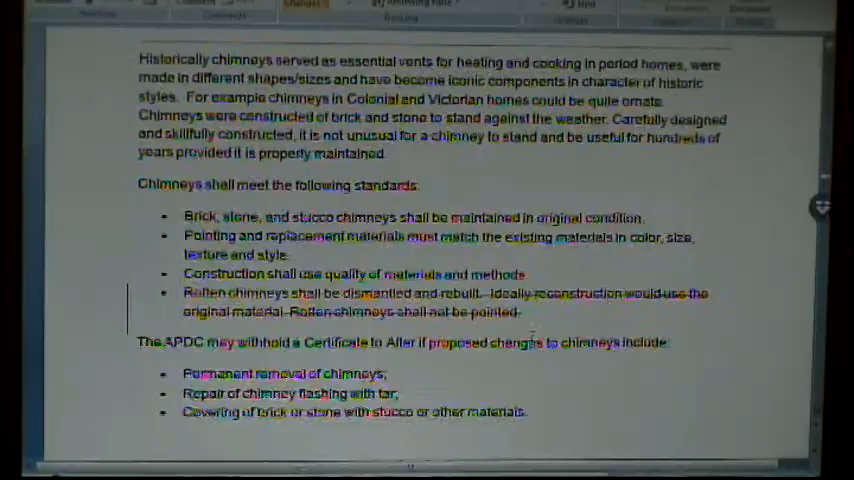 Historically chimneys served as essential vents for heating and cooking in period homes, were
made in different shapes/sizes and have become iconic components in character of historic
styles. For example chimneys in Colonial and Victorian homes could be quite ornate.
Chimneys were constructed of brick and stone to stand against the weather. Carefully designed
and skillfully constructed, it is not unusual for a chimney to stand and be useful for hundreds of
years provided it is properly maintained.
Chimneys shall meet the following standards:
• Brick, stone, and stucco chimneys shall be maintained in original condition.
• Pointing and replacement materials must match the existing materials in color, size,
texture and style.
• Construction shall use quality of materials and methods.
• Rotten chimneys shall be dismantled and rebuilt. Ideally reconstruction would use the
original material. Rotten chimneys shall not be pointed.
The APDC may withhold a Certificate to Alter if proposed changes to chimneys include:
• Permanent removal of chimneys;
• Repair of chimney flashing with tar;
• Covering of brick or stone with stucco or other materials.